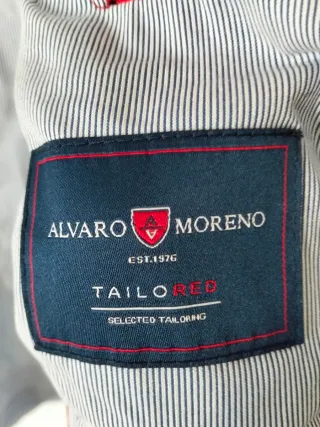 ALVARO MORENO
EST.1976
TAILORED
SELECTED TAILORING